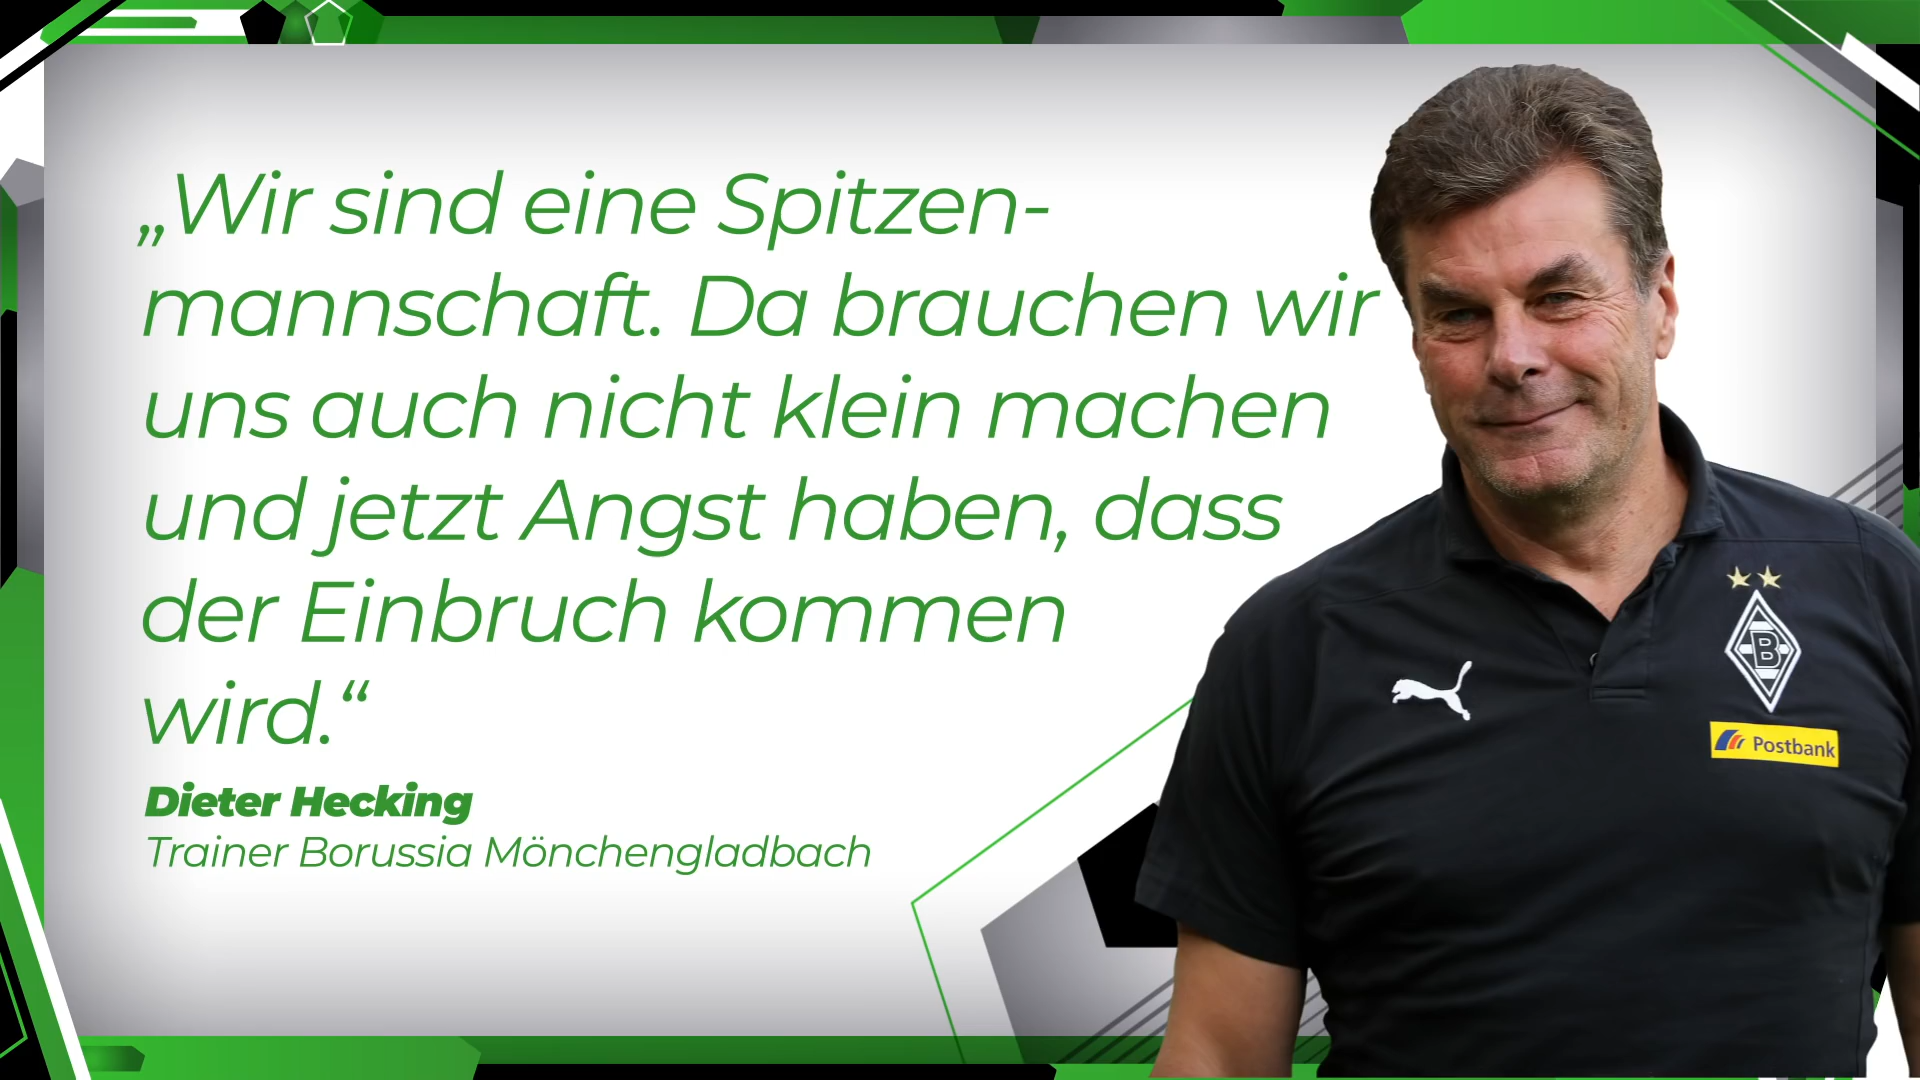 „Wir sind eine Spitzen-
mannschaft. Da brauchen wir
uns auch nicht klein machen
und jetzt Angst haben, dass
der Einbruch kommen
wird.“
Dieter Hecking
Trainer Borussia Mönchengladbach
B
Postbank